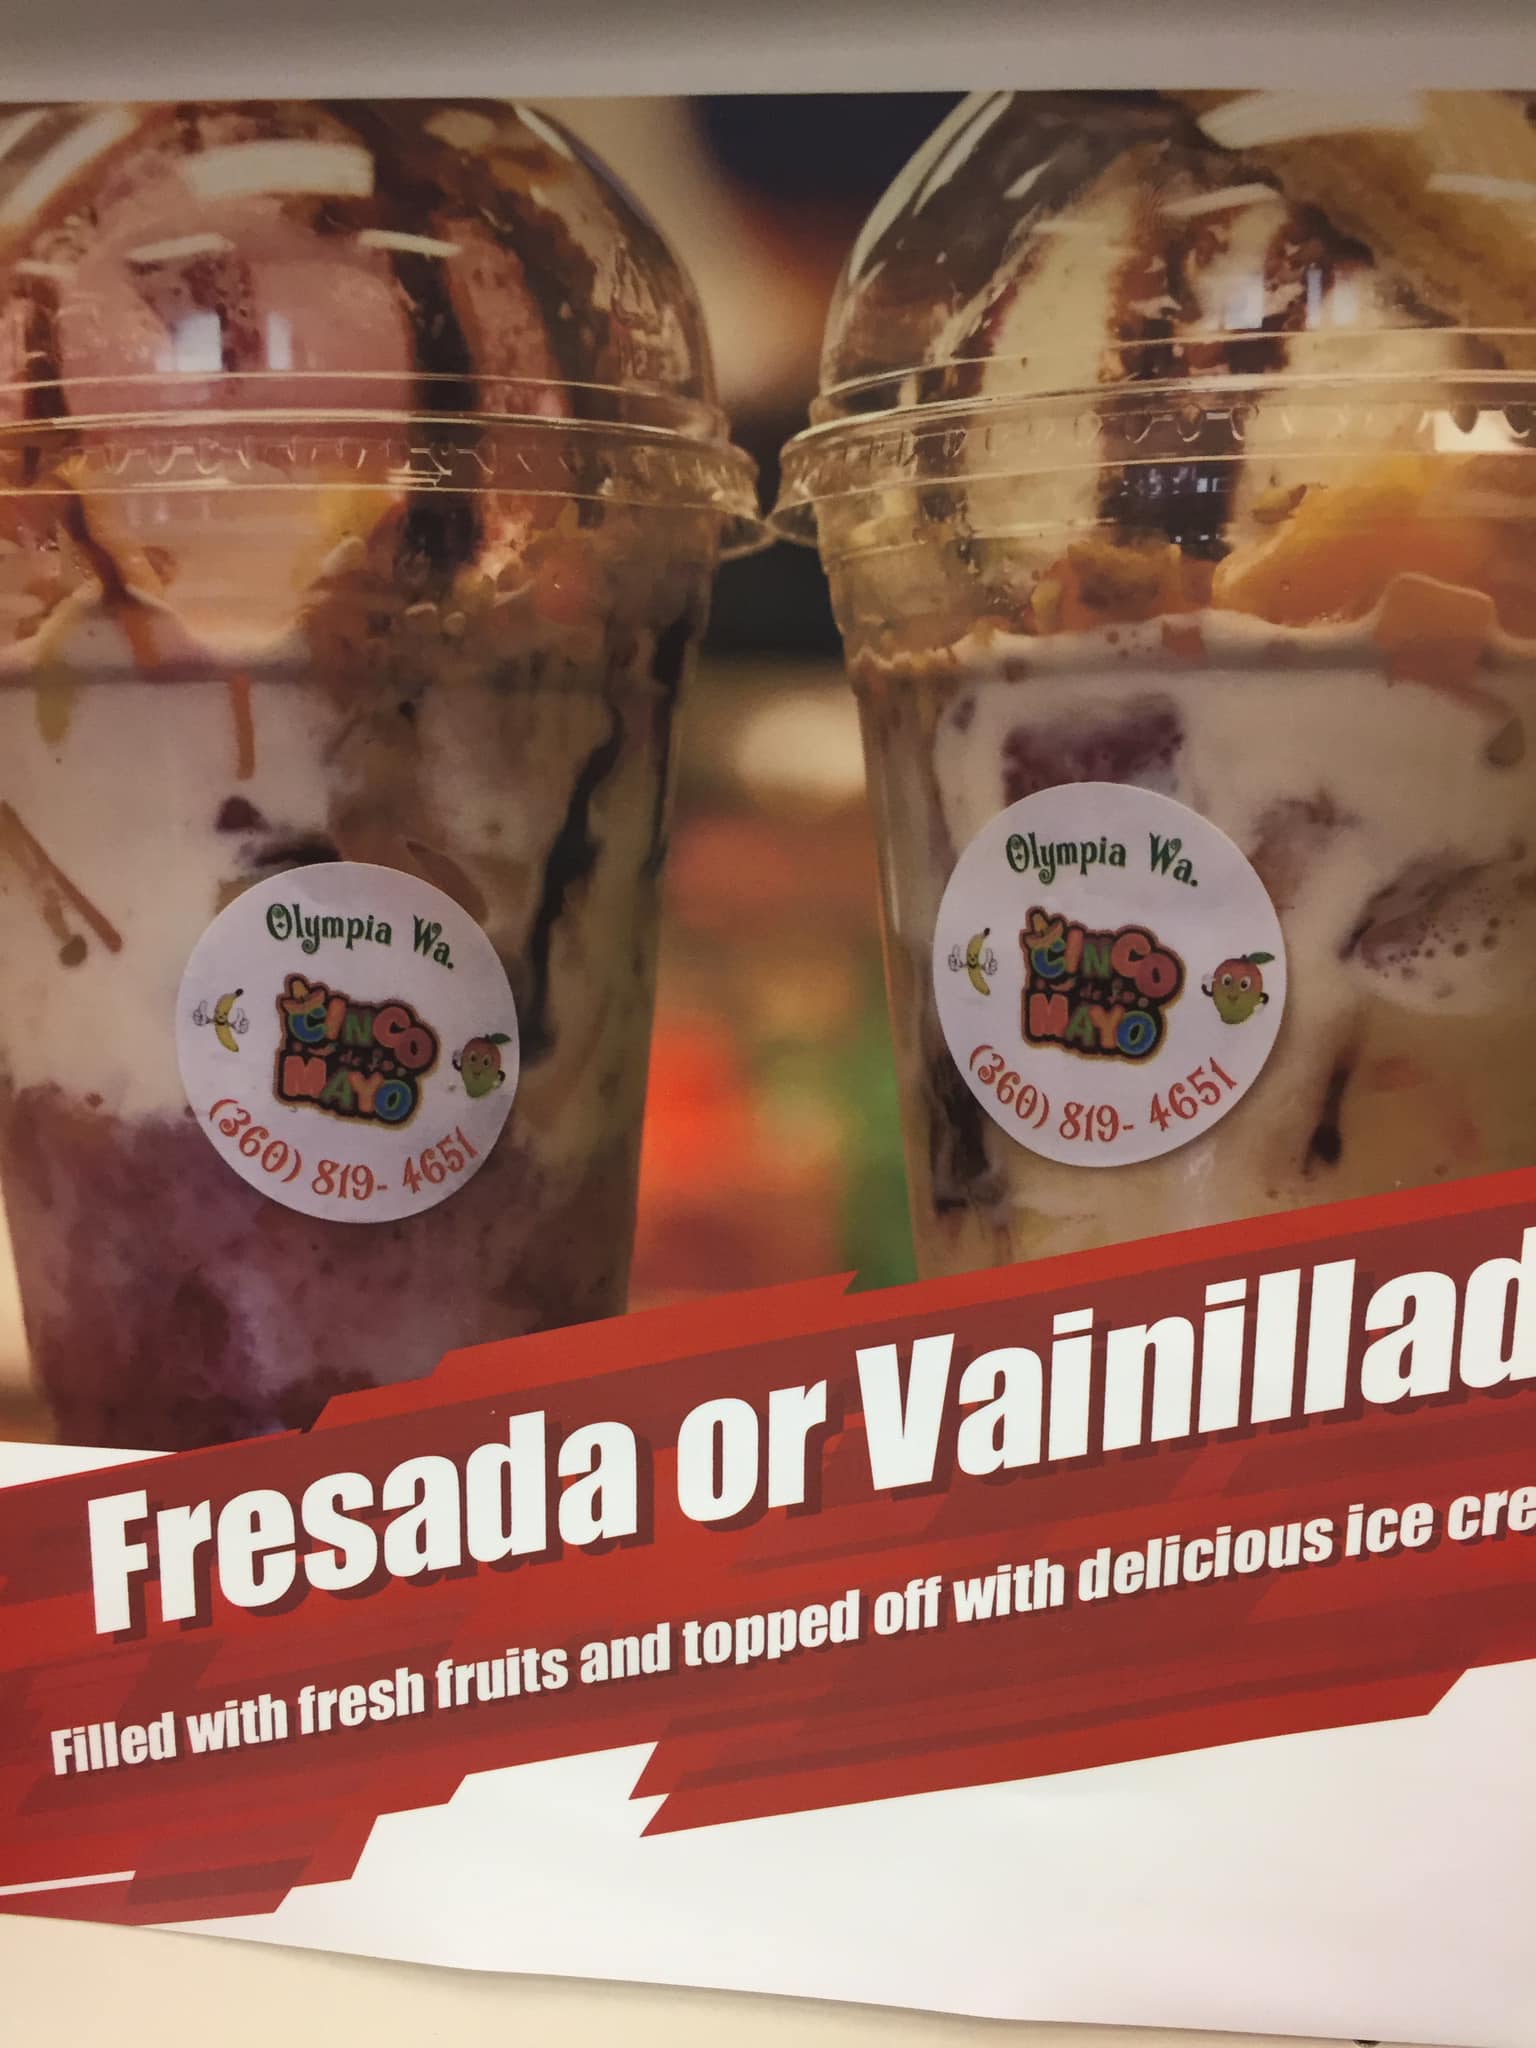 Olympia Wa.
CINCO
de
MAYO
(360) 819- 4651
Olympia Wa.
CINCO
de
MAYO
(360) 819- 4651
Fresada or Vainillad
Filled with fresh fruits and topped off with delicious ice cre